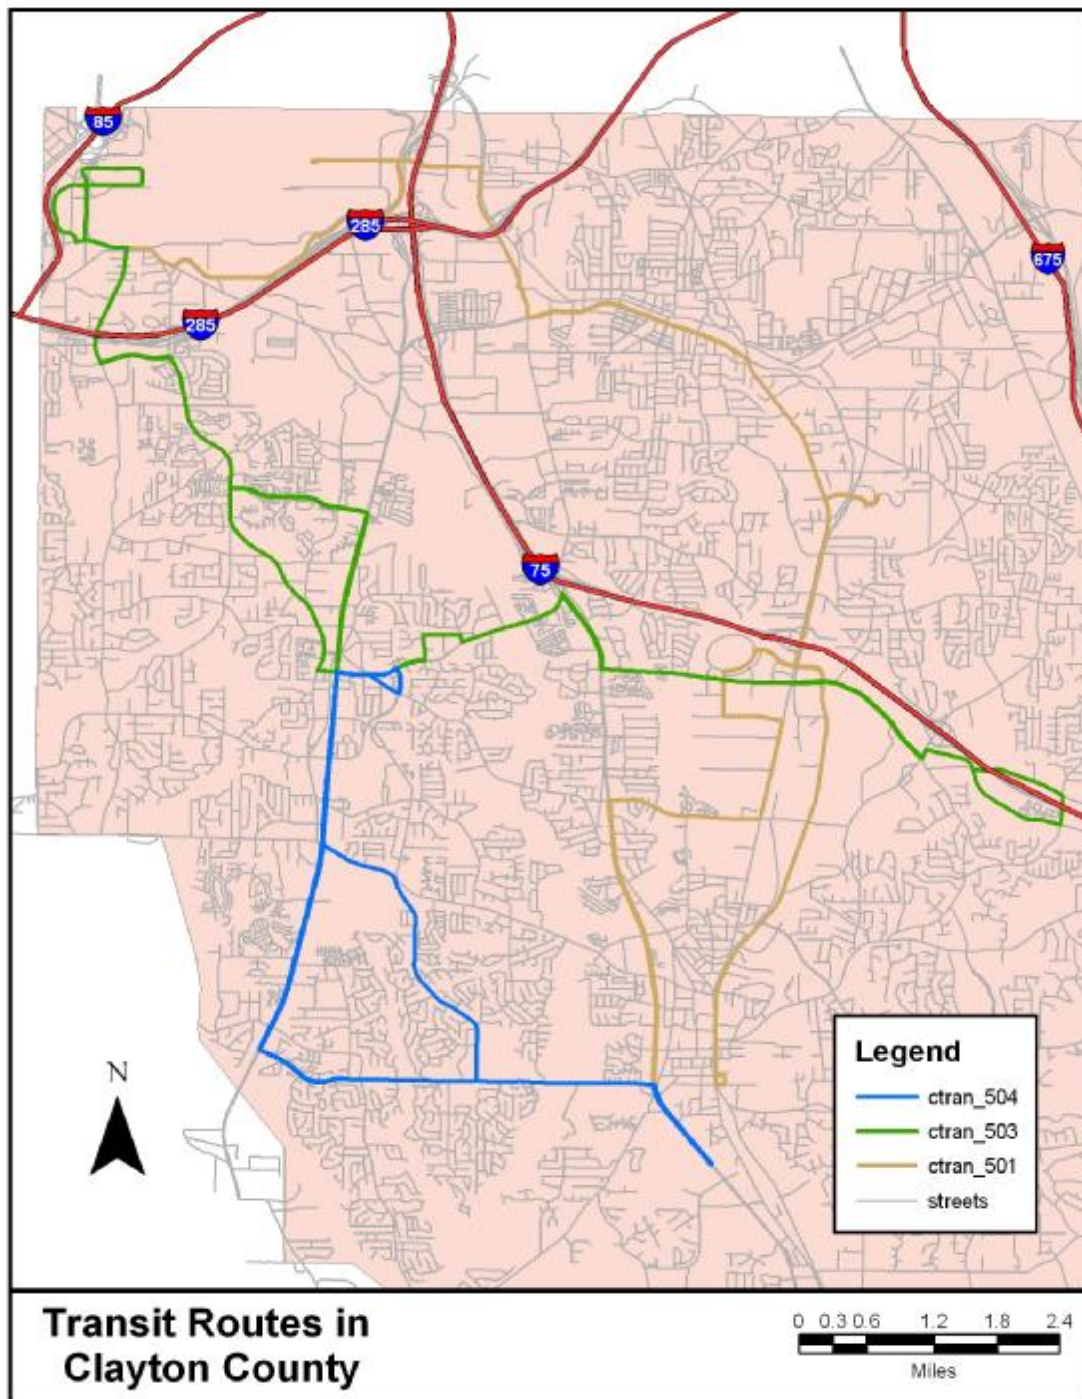 85
285
675
285
75
N
Legend
ctran_504
ctran_503
ctran_501
streets
Transit Routes in
Clayton County
0 0.3 0.6 1.2 1.8 2.4
Miles